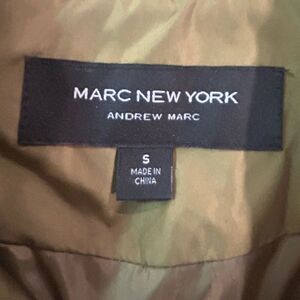 MARC NEW YORK
ANDREW MARC
S
MADE IN
CHINA